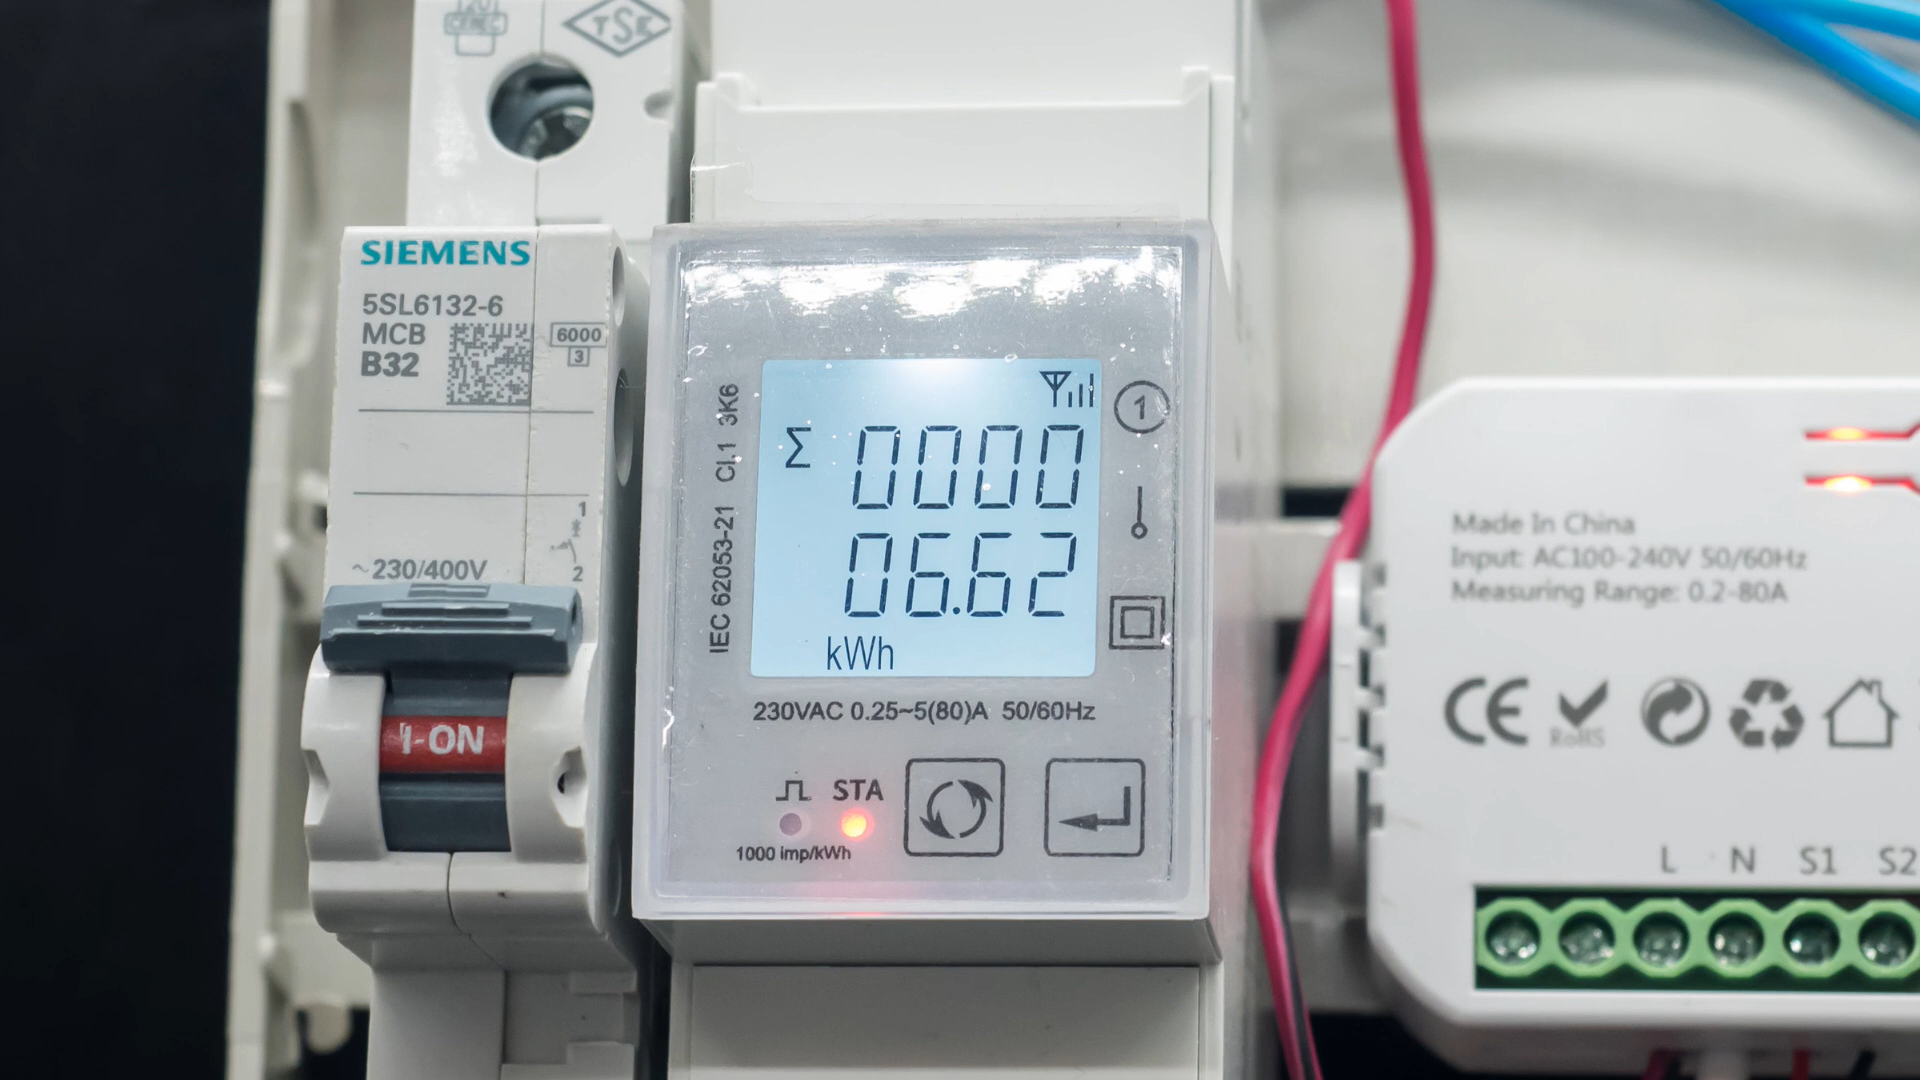 TSE
SIEMENS
5SL6132-6
MCB
B32
6000
3
1
2
~230/400V
I-ON
IEC 62053-21 CL1 3K6
Σ 0000
06.62
kWh
1
230VAC 0.25~5(80)A 50/60Hz
STA
1000 imp/kWh
Made In China
Input: AC100-240V 50/60Hz
Measuring Range: 0.2-80A
CE
RoHS
L N S1 S2